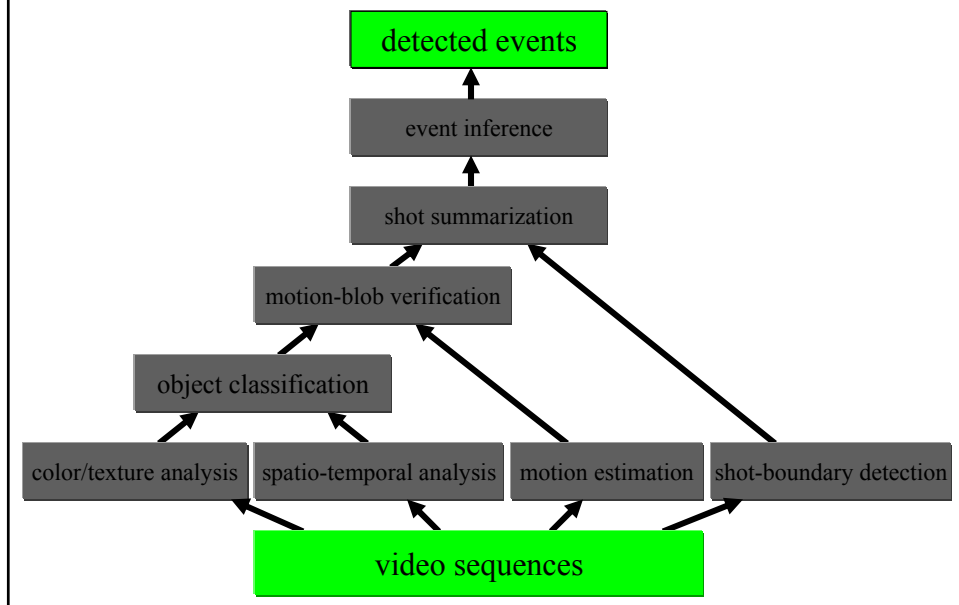 detected events
event inference
shot summarization
motion-blob verification
object classification
color/texture analysis
spatio-temporal analysis
motion estimation
shot-boundary detection
video sequences